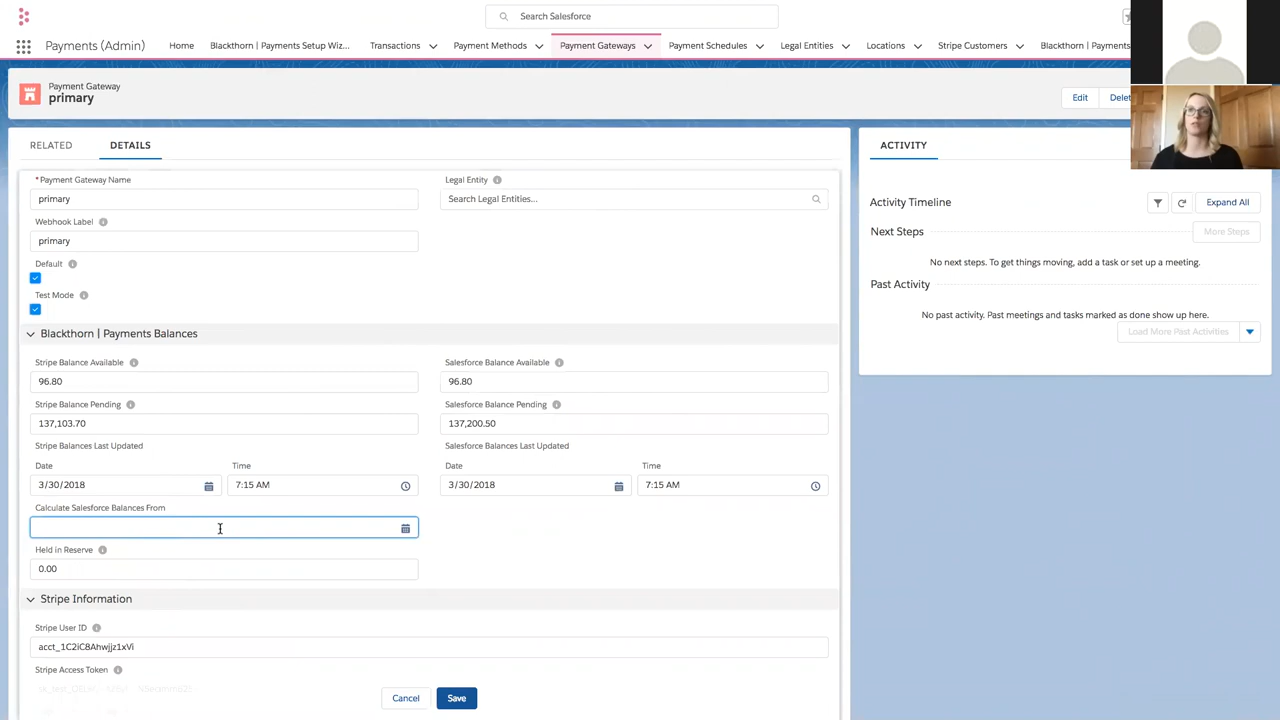 Search Salesforce
Payments (Admin)
Home
Blackthorn | Payments Setup Wiz...
Transactions
Payment Methods
Payment Gateways
Payment Schedules
Legal Entities
Locations
Stripe Customers
Blackthorn | Payments
Payment Gateway
primary
Edit
Delet
RELATED
DETAILS
ACTIVITY
* Payment Gateway Name
primary
Legal Entity
Search Legal Entities...
Webhook Label
primary
Default
Test Mode
Activity Timeline
Expand All
Next Steps
More Steps
No next steps. To get things moving, add a task or set up a meeting.
Past Activity
No past activity. Past meetings and tasks marked as done show up here.
Load More Past Activities
Blackthorn | Payments Balances
Stripe Balance Available
96.80
Salesforce Balance Available
96.80
Stripe Balance Pending
137,103.70
Salesforce Balance Pending
137,200.50
Stripe Balances Last Updated
Date
Time
3/30/2018
7:15 AM
Salesforce Balances Last Updated
Date
Time
3/30/2018
7:15 AM
Calculate Salesforce Balances From
Held in Reserve
0.00
Stripe Information
Stripe User ID
acct_1C2iC8Ahwjjz1xVi
Stripe Access Token
Cancel
Save